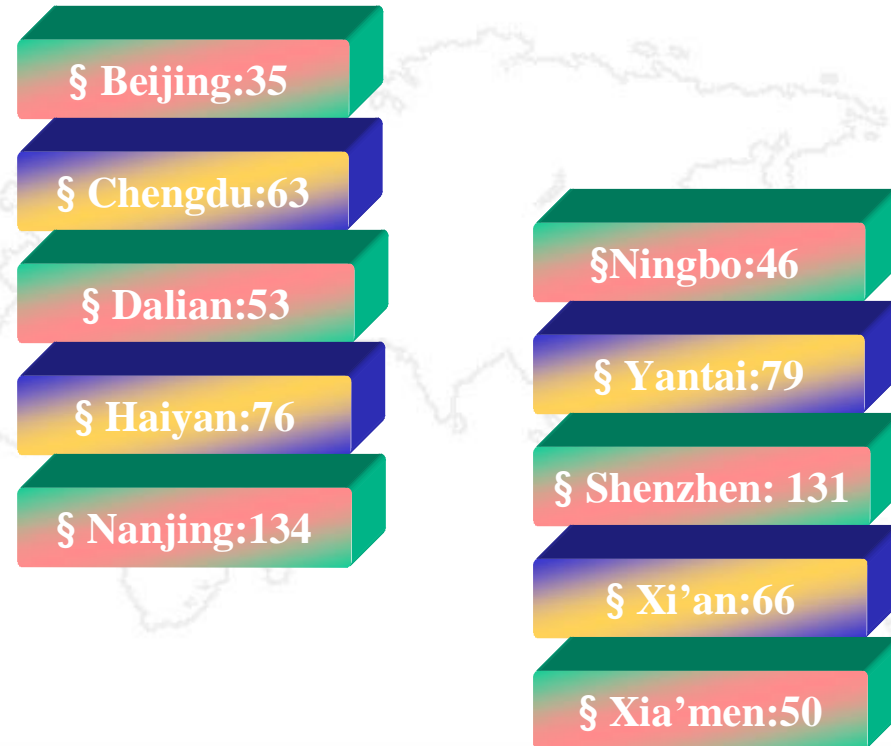 § Beijing:35
§ Chengdu:63
§ Dalian:53
§ Haiyan:76
§ Nanjing:134
§Ningbo:46
§ Yantai:79
§ Shenzhen: 131
§ Xi’an:66
§ Xia’men:50